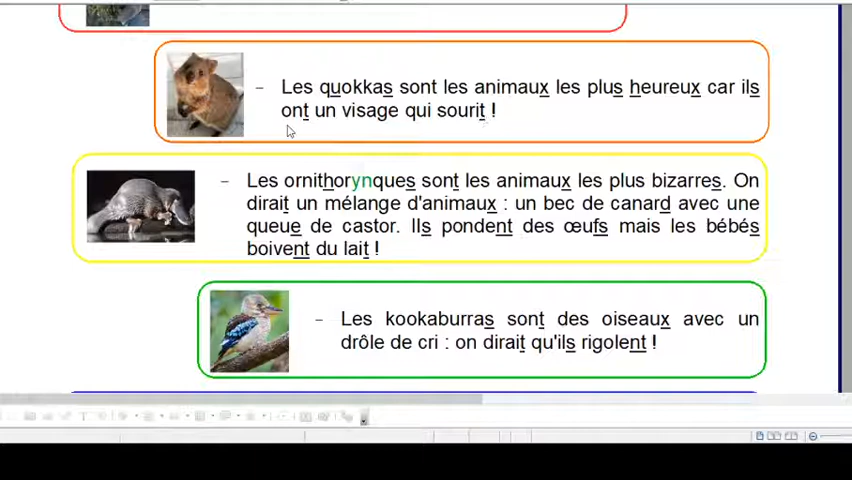 – Les quokkas sont les animaux les plus heureux car ils
ont un visage qui sourit !
– Les ornithorynques sont les animaux les plus bizarres. On
dirait un mélange d'animaux : un bec de canard avec une
queue de castor. Ils pondent des œufs mais les bébés
boivent du lait !
– Les kookaburras sont des oiseaux avec un
drôle de cri : on dirait qu'ils rigolent !